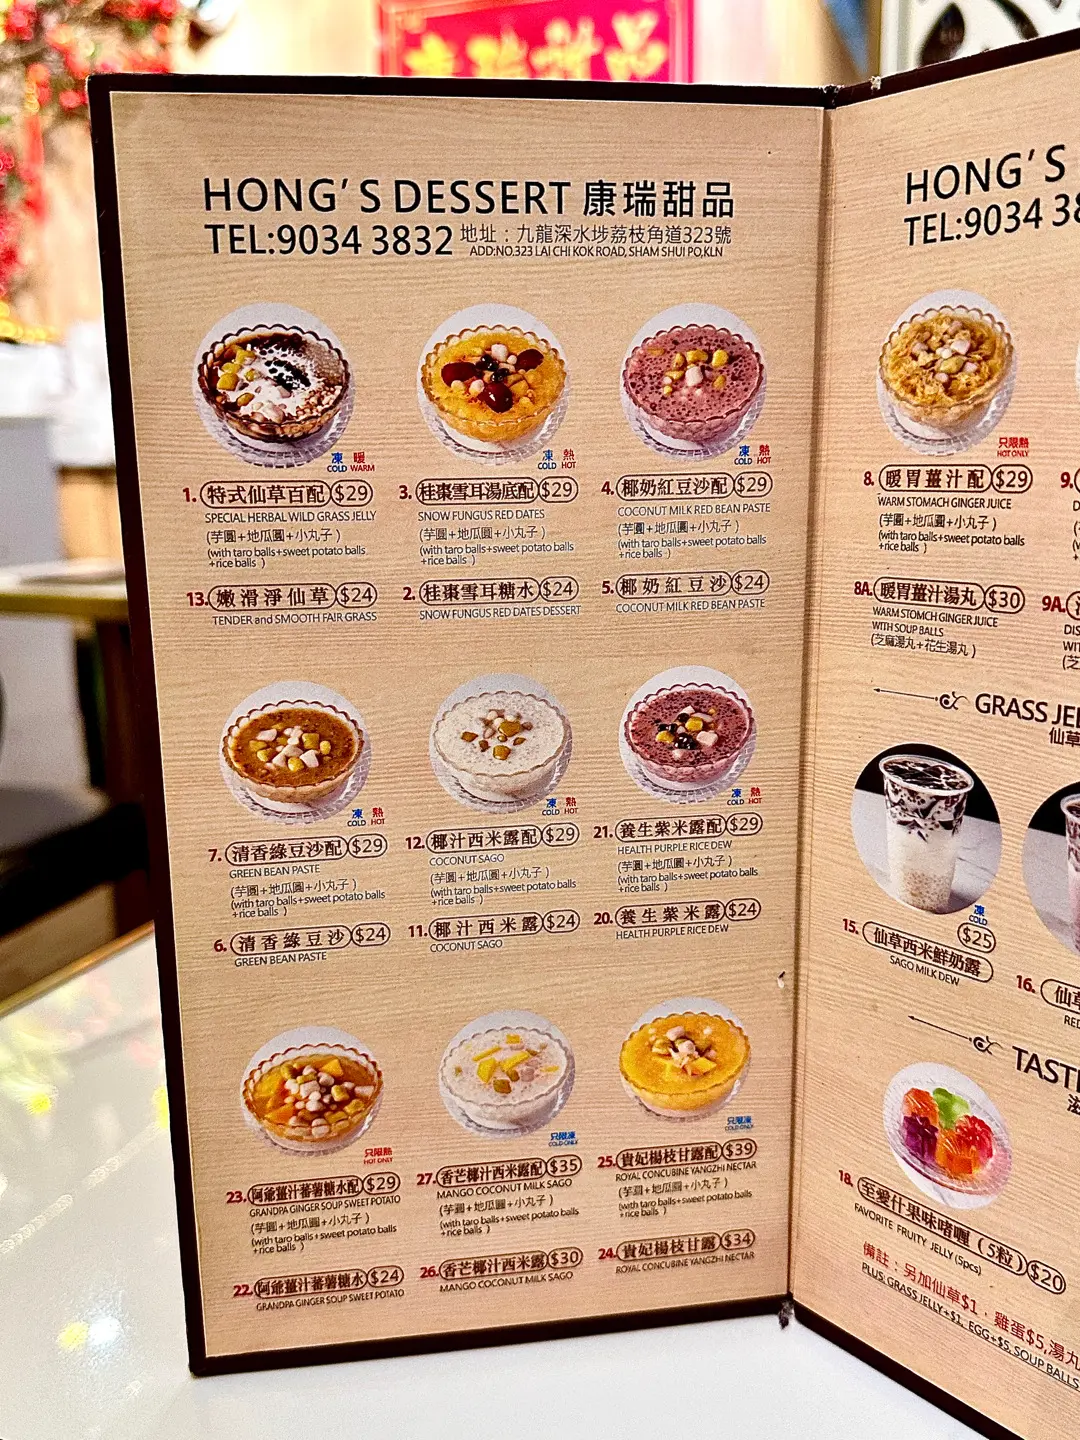 康瑞甜品
HONG'S DESSERT 康瑞甜品
TEL:9034 3832 地址：九龍深水埗荔枝角道323號
ADD:NO.323 LAI CHI KOK ROAD, SHAM SHUI PO,KLN
凍 暖
COLD WARM
1. 特式仙草百配 $29
SPECIAL HERBAL WILD GRASS JELLY
(芋圓+地瓜圓+小丸子)
(with taro balls+sweet potato balls
+rice balls )
13. 嫩滑淨仙草 $24
TENDER and SMOOTH FAIR GRASS
凍 熱
COLD HOT
3. 桂棗雪耳湯底配 $29
SNOW FUNGUS RED DATES
(芋圓+地瓜圓+小丸子)
(with taro balls+sweet potato balls
+rice balls )
2. 桂棗雪耳糖水 $24
SNOW FUNGUS RED DATES DESSERT
凍 熱
COLD HOT
4. 椰奶紅豆沙配 $29
COCONUT MILK RED BEAN PASTE
(芋圓+地瓜圓+小丸子)
(with taro balls+sweet potato balls
+rice balls )
5. 椰奶紅豆沙 $24
COCONUT MILK RED BEAN PASTE
凍 熱
COLD HOT
7. 清香綠豆沙配 $29
GREEN BEAN PASTE
(芋圓+地瓜圓+小丸子)
(with taro balls+sweet potato balls
+rice balls )
6. 清香綠豆沙 $24
GREEN BEAN PASTE
凍 熱
COLD HOT
12. 椰汁西米露配 $29
COCONUT SAGO
(芋圓+地瓜圓+小丸子)
(with taro balls+sweet potato balls
+rice balls )
11. 椰汁西米露 $24
COCONUT SAGO
凍 熱
COLD HOT
21. 養生紫米露配 $29
HEALTH PURPLE RICE DEW
(芋圓+地瓜圓+小丸子)
(with taro balls+sweet potato balls
+rice balls )
20. 養生紫米露 $24
HEALTH PURPLE RICE DEW
只限熱
HOT ONLY
23. 阿爺薑汁蕃薯糖水配 $29
GRANDPA GINGER SOUP SWEET POTATO
(芋圓+地瓜圓+小丸子)
(with taro balls+sweet potato balls
+rice balls )
22. 阿爺薑汁蕃薯糖水 $24
GRANDPA GINGER SOUP SWEET POTATO
只限凍
COLD ONLY
27. 香芒椰汁西米露配 $35
MANGO COCONUT MILK SAGO
(芋圓+地瓜圓+小丸子)
(with taro balls+sweet potato balls
+rice balls )
26. 香芒椰汁西米露 $30
MANGO COCONUT MILK SAGO
只限凍
COLD ONLY
25. 貴妃楊枝甘露配 $39
ROYAL CONCUBINE YANGZHI NECTAR
(芋圓+地瓜圓+小丸子)
(with taro balls+sweet potato balls
+rice balls )
24. 貴妃楊枝甘露 $34
ROYAL CONCUBINE YANGZHI NECTAR
HONG'S
TEL:9034 38
只限熱
HOT ONLY
8. 暖胃薑汁配 $29
WARM STOMACH GINGER JUICE
(芋圓+地瓜圓+小丸子)
(with taro balls+sweet potato balls
+rice balls )
8A. 暖胃薑汁湯丸 $30
WARM STOMCH GINGER JUICE
WITH SOUP BALLS
(芝麻湯丸+花生湯丸)
9.
9A.
DIS
WIT
(芝
GRASS JEL
仙草
凍
COLD
$25
15. 仙草西米鮮奶露
SAGO MILK DEW
16. 仙草
RED
TAST
滋
18. 至愛什果味啫喱（5粒） $20
FAVORITE FRUITY JELLY (5pcs)
備註：另加仙草$1，雞蛋$5,湯丸
PLUS: GRASS JELLY+$1, EGG+$5, SOUP BALLS